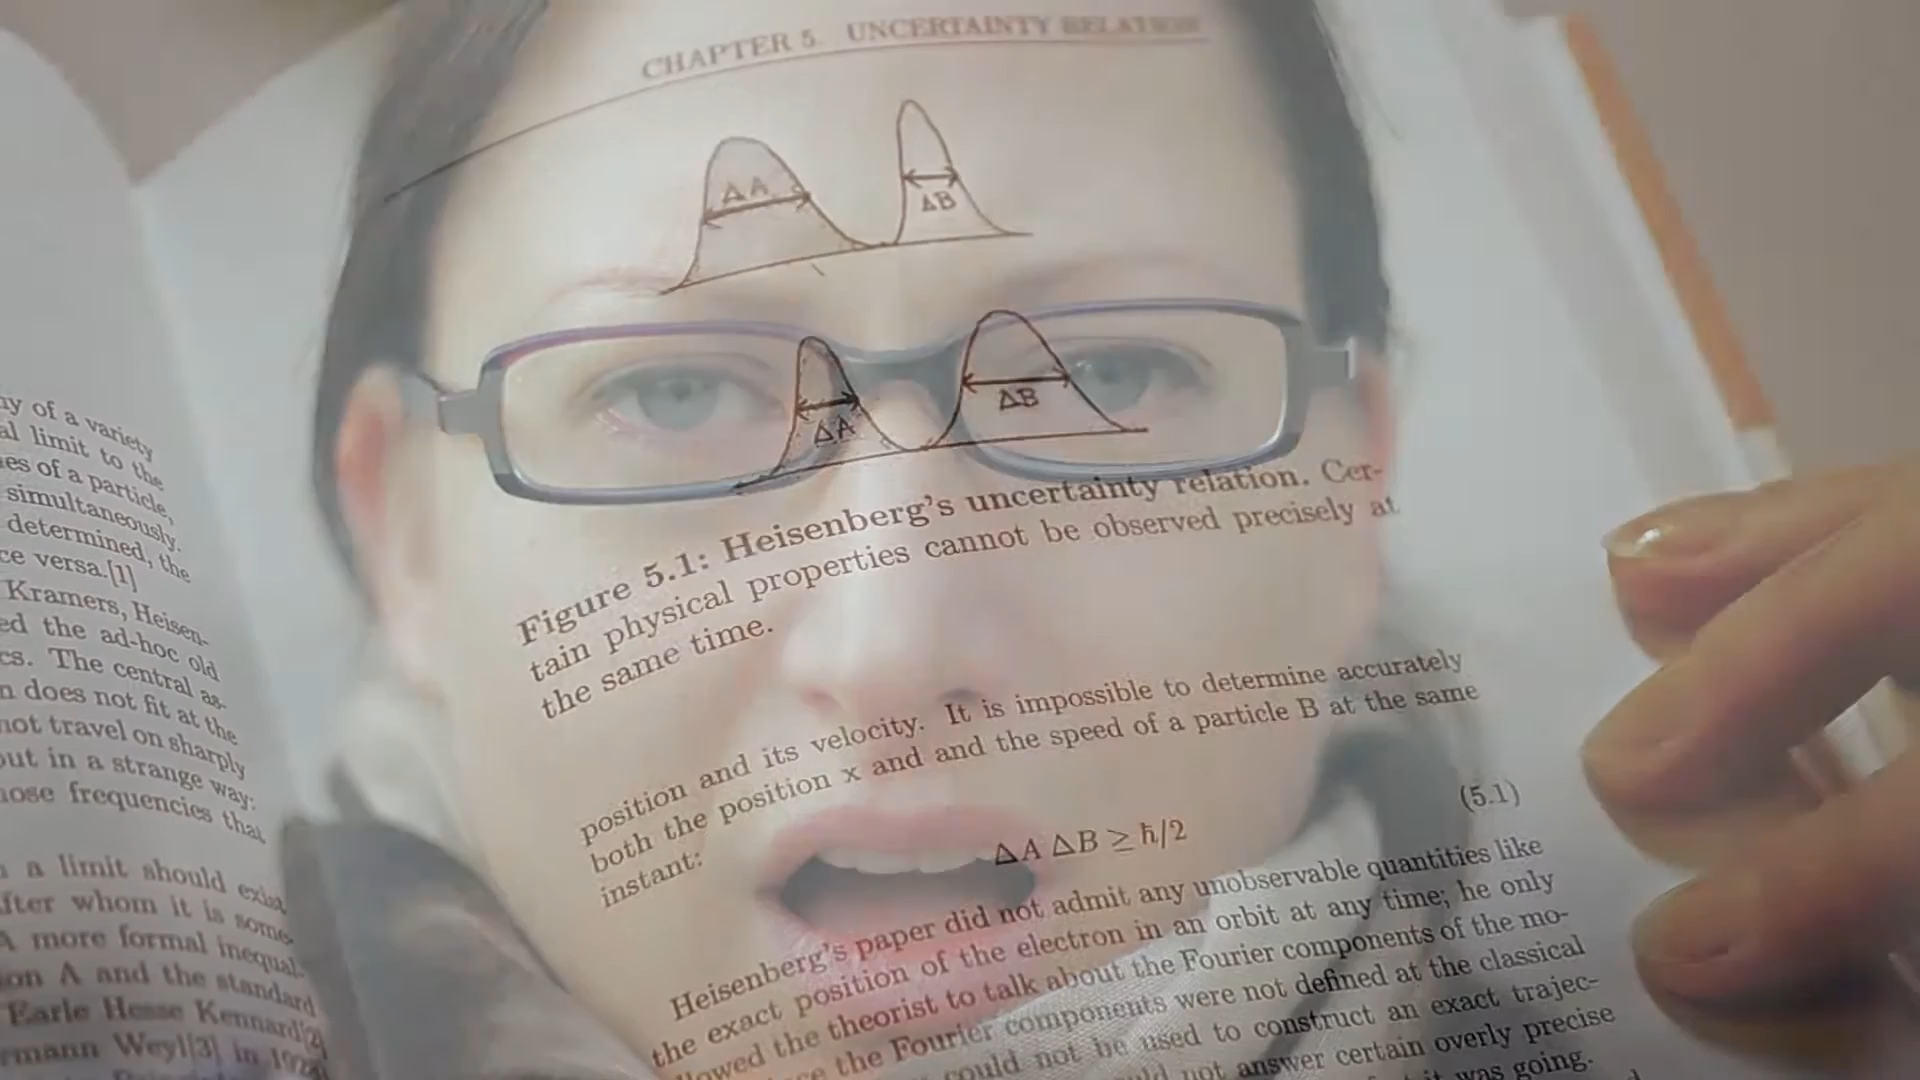 CHAPTER 5. UNCERTAINTY RELATION
ΔA
ΔB
ΔA
ΔB
Figure 5.1: Heisenberg's uncertainty relation. Cer-
tain physical properties cannot be observed precisely at
the same time.
position and its velocity. It is impossible to determine accurately
both the position x and and the speed of a particle B at the same
instant:
ΔA ΔB ≥ ħ/2
(5.1)
Heisenberg's paper did not admit any unobservable quantities like
the exact position of the electron in an orbit at any time; he only
the theorist to talk about the Fourier components of the mo-
the Fourier components were not defined at the classical
could not be used to construct an exact trajec-
not answer certain overly precise
it was going.
of a variety
limit to the
of a particle,
simultaneously.
determined, the
versa.[1]
Kramers, Heisen-
the ad-hoc old
The central as-
does not fit at the
not travel on sharply
in a strange way:
frequencies that
a limit should exist
whom it is some-
more formal inequal-
A and the standard
Earle Hesse Kennard[2]
Weyl[3] in